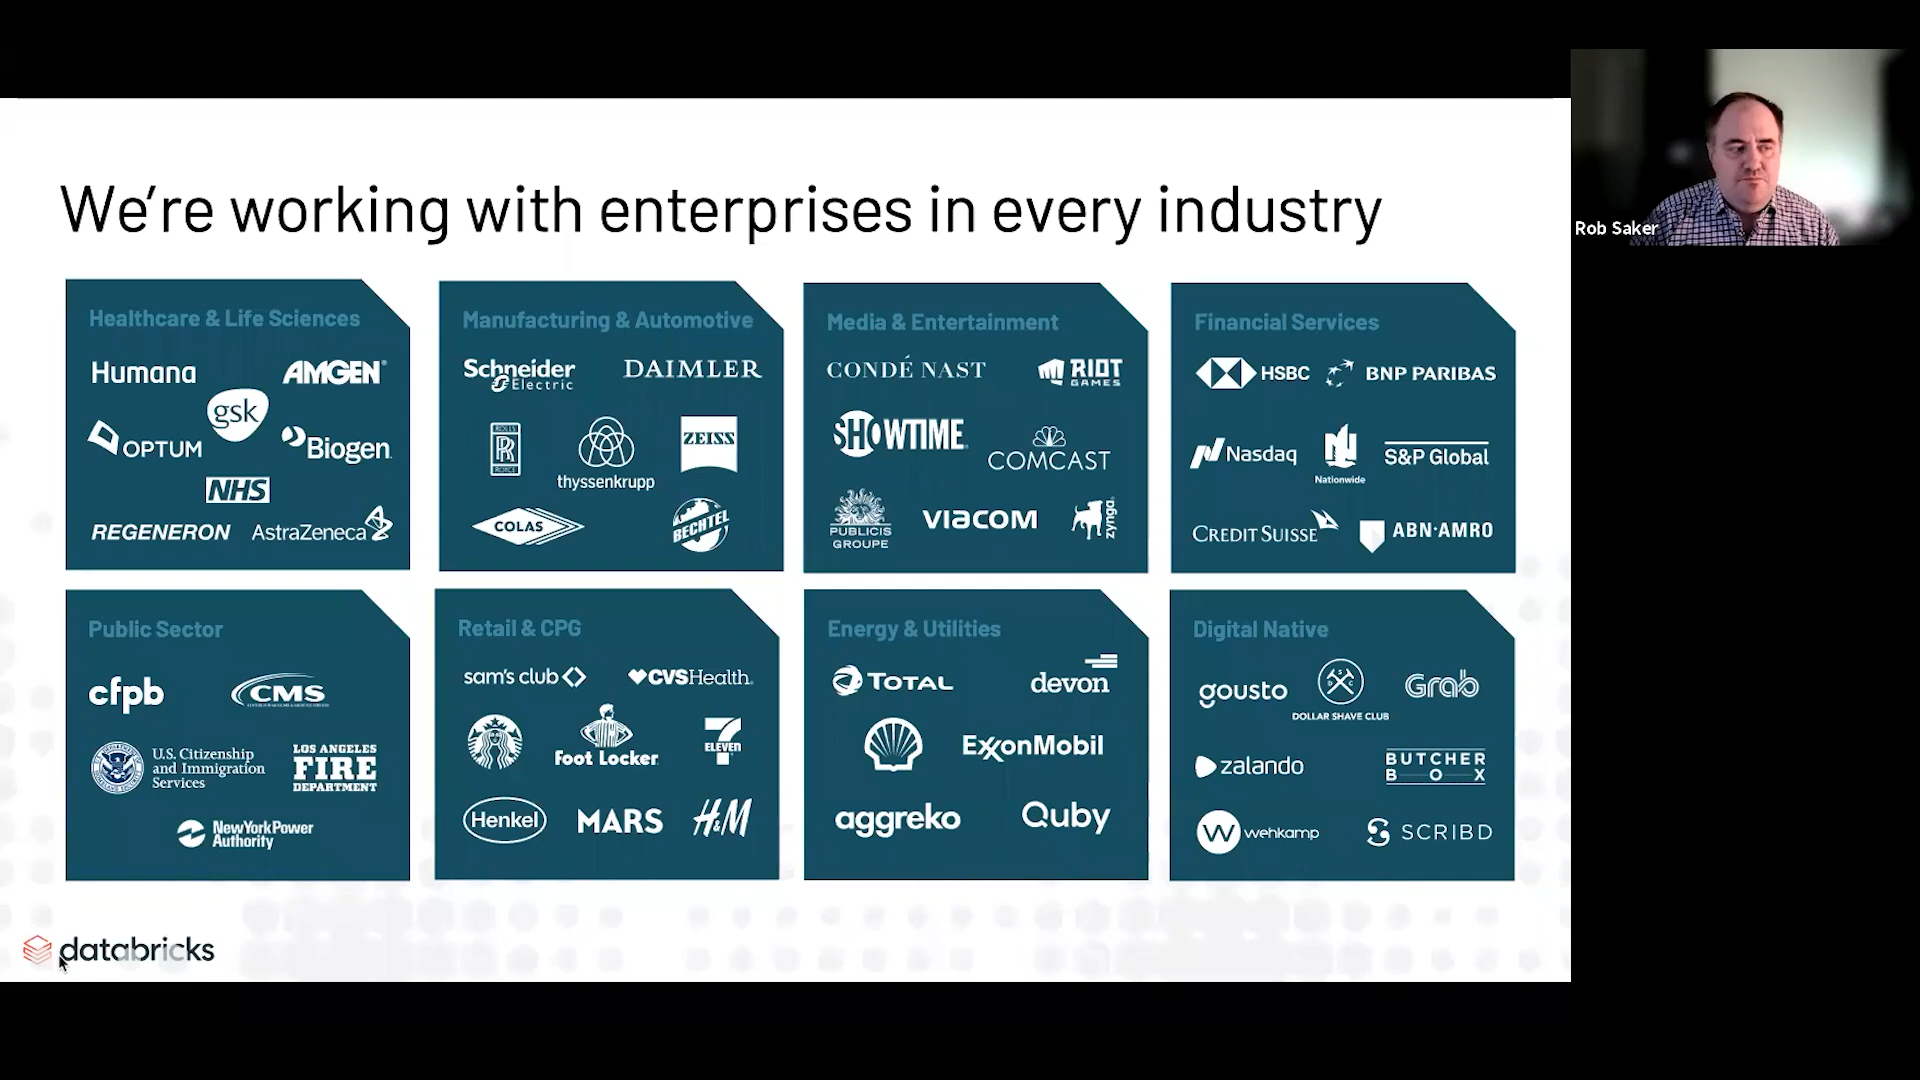 We're working with enterprises in every industry
Rob Saker
Healthcare & Life Sciences
Humana
AMGEN®
gsk
OPTUM
Biogen
NHS
REGENERON
AstraZeneca
Manufacturing & Automotive
Schneider
Electric
DAIMLER
ROLLS
RR
ROYCE
thyssenkrupp
ZEISS
COLAS
BECHTEL
Media & Entertainment
CONDÉ NAST
RIOT
GAMES
SHOWTIME
COMCAST
PUBLICIS
GROUPE
VIACOM
zynga
Financial Services
HSBC
BNP PARIBAS
Nasdaq
Nationwide
S&P Global
CREDIT SUISSE
ABN·AMRO
Public Sector
cfpb
CMS
U.S. Citizenship
and Immigration
Services
LOS ANGELES
FIRE
DEPARTMENT
NewYorkPower
Authority
Retail & CPG
sam's club
CVSHealth
Foot Locker
7
ELEVEN
Henkel
MARS
H&M
Energy & Utilities
TOTAL
devon
ExxonMobil
aggreko
Quby
Digital Native
gousto
DSC
DOLLAR SHAVE CLUB
Grab
zalando
BUTCHER
BOX
W wehkamp
SCRIBD
databricks